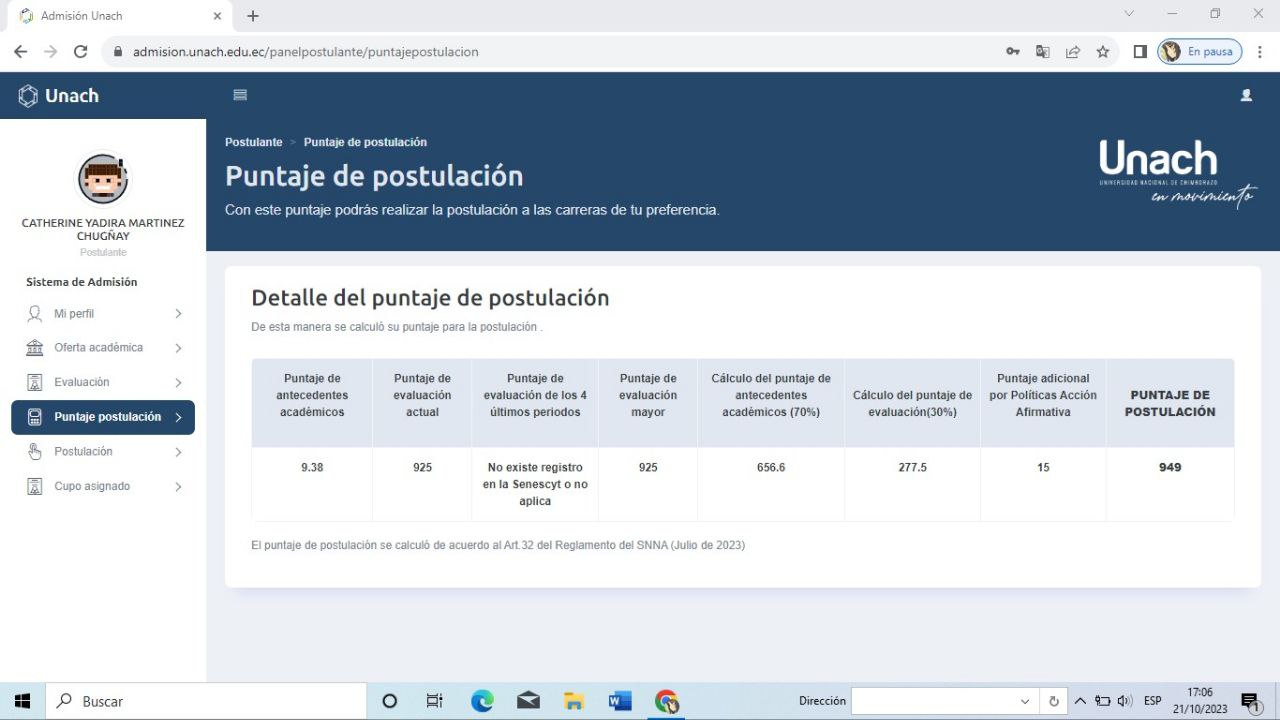 Admisión Unach
admision.unach.edu.ec/panelpostulante/puntajepostulacion
En pausa
Unach
CATHERINE YADIRA MARTINEZ
CHUGÑAY
Postulante
Sistema de Admisión
Mi perfil
Oferta académica
Evaluación
Puntaje postulación
Postulación
Cupo asignado
Postulante > Puntaje de postulación
Puntaje de postulación
Con este puntaje podrás realizar la postulación a las carreras de tu preferencia.
Unach
UNIVERSIDAD NACIONAL DE CHIMBORAZO
en movimiento
Detalle del puntaje de postulación
De esta manera se calculó su puntaje para la postulación .
Puntaje de
antecedentes
académicos
Puntaje de
evaluación
actual
Puntaje de
evaluación de los 4
últimos periodos
Puntaje de
evaluación
mayor
Cálculo del puntaje de
antecedentes
académicos (70%)
Cálculo del puntaje de
evaluación(30%)
Puntaje adicional
por Políticas Acción
Afirmativa
PUNTAJE DE
POSTULACIÓN
9.38
925
No existe registro
en la Senescyt o no
aplica
925
656.6
277.5
15
949
El puntaje de postulación se calculó de acuerdo al Art.32 del Reglamento del SNNA (Julio de 2023)
Buscar
Dirección
ESP
17:06
21/10/2023
1